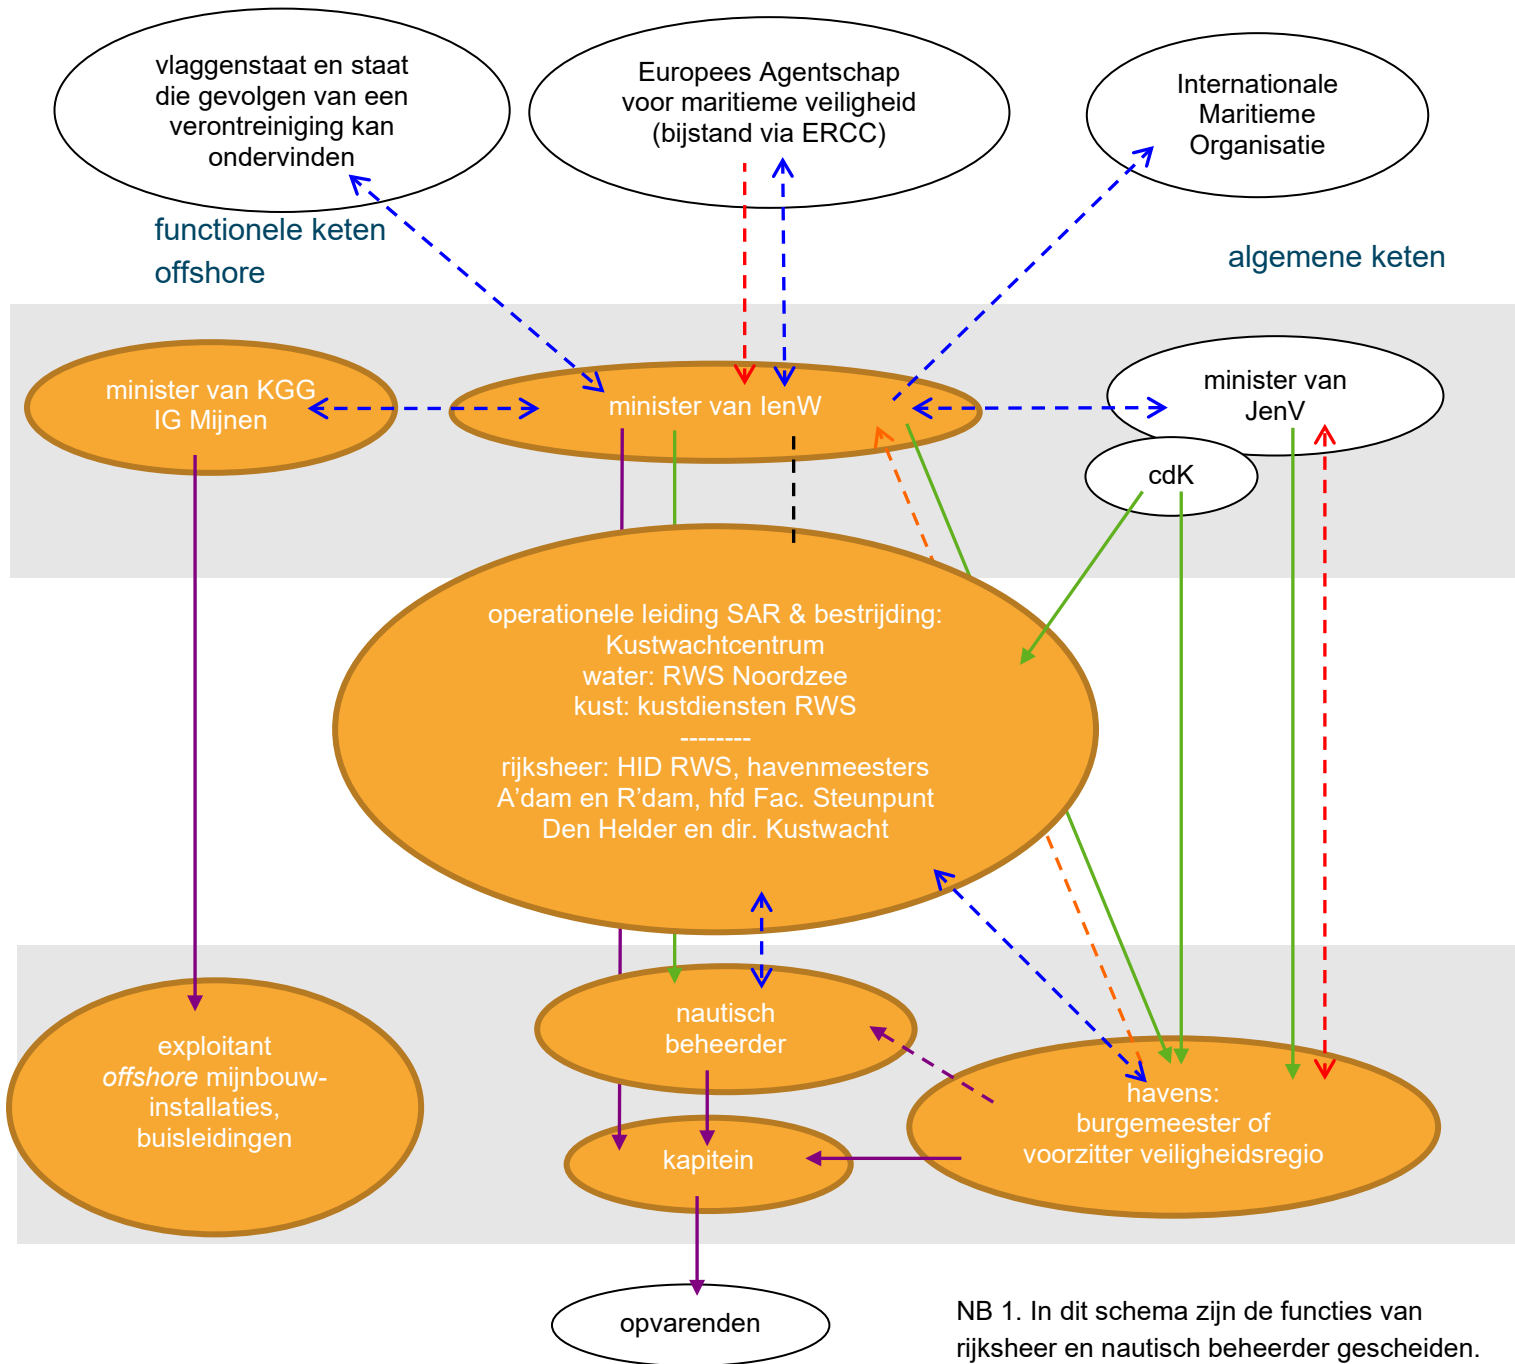 vlaggenstaat en staat
die gevolgen van een
verontreiniging kan
ondervinden
Europees Agentschap
voor maritieme veiligheid
(bijstand via ERCC)
Internationale
Maritieme
Organisatie
functionele keten
offshore
algemene keten
minister van KGG
IG Mijnen
minister van IenW
minister van
JenV
cdK
operationele leiding SAR & bestrijding:
Kustwachtcentrum
water: RWS Noordzee
kust: kustdiensten RWS
--------
rijksheer: HID RWS, havenmeesters
A’dam en R’dam, hfd Fac. Steunpunt
Den Helder en dir. Kustwacht
nautisch
beheerder
exploitant
offshore mijnbouw-
installaties,
buisleidingen
havens:
burgemeester of
voorzitter veiligheidsregio
kapitein
opvarenden
NB 1. In dit schema zijn de functies van
rijksheer en nautisch beheerder gescheiden.